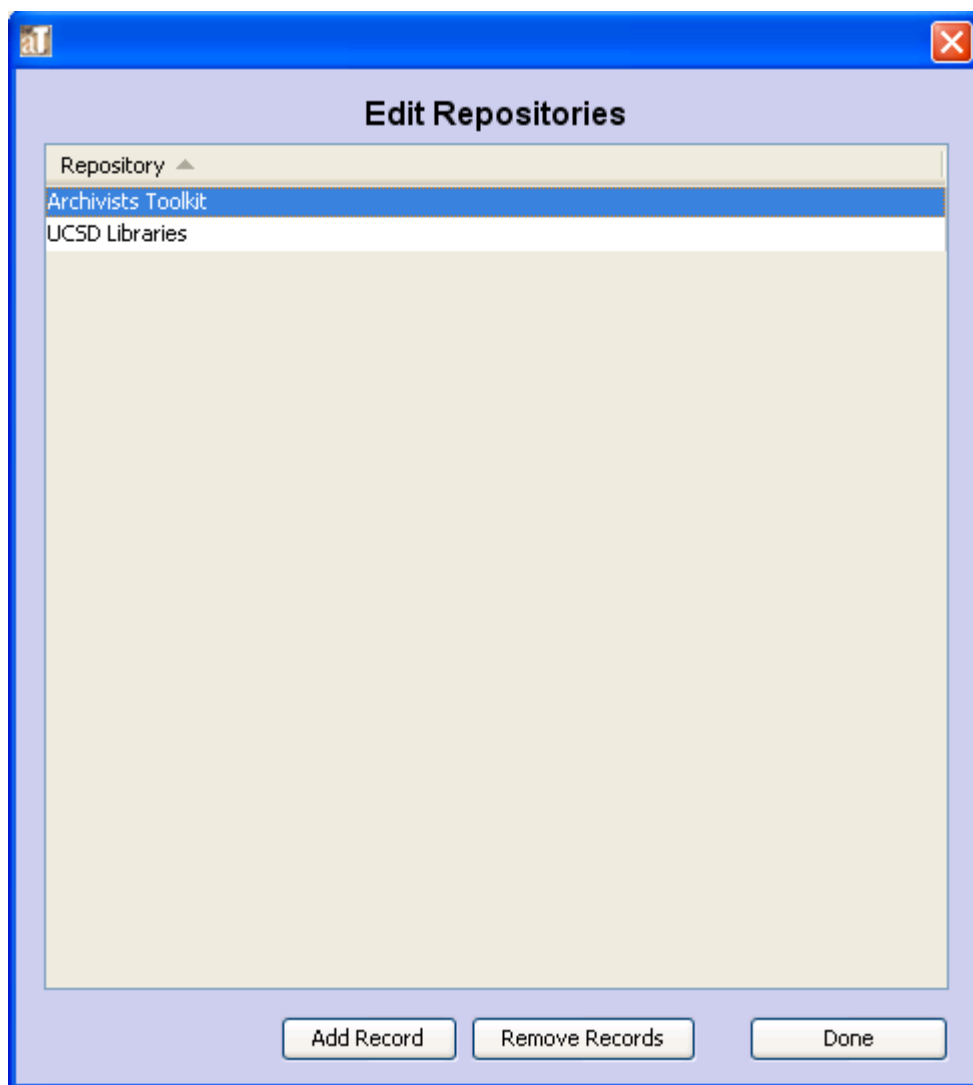 aT
Edit Repositories
Repository
Archivists Toolkit
UCSD Libraries
Add Record Remove Records Done